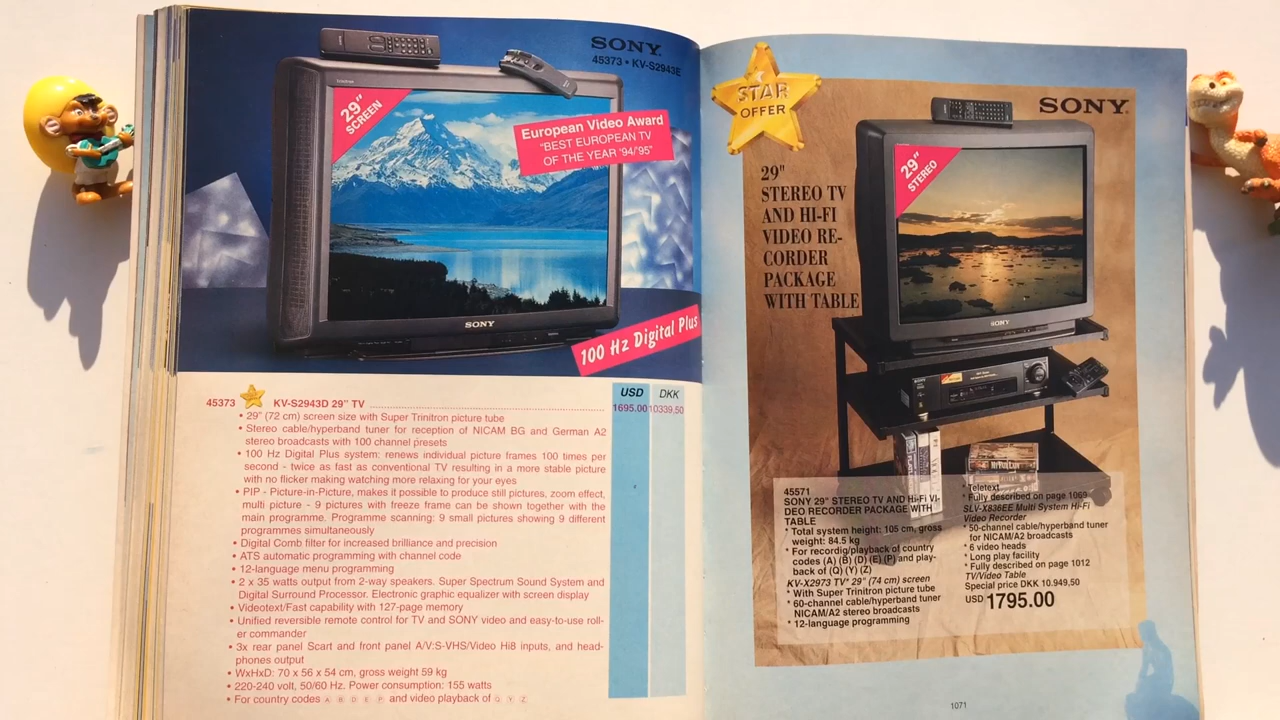 SONY.
45373 • KV-S2943E
29"
SCREEN
European Video Award
"BEST EUROPEAN TV
OF THE YEAR '94/'95"
SONY
100 Hz Digital Plus
USD DKK
45373 KV-S2943D 29" TV 1695.00 10339,50
• 29" (72 cm) screen size with Super Trinitron picture tube
• Stereo cable/hyperband tuner for reception of NICAM BG and German A2
stereo broadcasts with 100 channel presets
• 100 Hz Digital Plus system: renews individual picture frames 100 times per
second - twice as fast as conventional TV resulting in a more stable picture
with no flicker making watching more relaxing for your eyes
• PIP - Picture-in-Picture, makes it possible to produce still pictures, zoom effect,
multi picture - 9 pictures with freeze frame can be shown together with the
main programme. Programme scanning: 9 small pictures showing 9 different
programmes simultaneously
• Digital Comb filter for increased brilliance and precision
• ATS automatic programming with channel code
• 12-language menu programming
• 2 x 35 watts output from 2-way speakers. Super Spectrum Sound System and
Digital Surround Processor. Electronic graphic equalizer with screen display
• Videotext/Fast capability with 127-page memory
• Unified reversible remote control for TV and SONY video and easy-to-use roll-
er commander
• 3x rear panel Scart and front panel A/V:S-VHS/Video Hi8 inputs, and head-
phones output
• WxHxD: 70 x 56 x 54 cm, gross weight 59 kg
• 220-240 volt, 50/60 Hz. Power consumption: 155 watts
• For country codes A B D E P and video playback of Q Y Z
STAR
OFFER
SONY.
29"
STEREO TV
AND HI-FI
VIDEO RE-
CORDER
PACKAGE
WITH TABLE
29"
STEREO
SONY
45571
SONY 29" STEREO TV AND Hi-Fi VI-
DEO RECORDER PACKAGE WITH
TABLE
* Total system height: 105 cm, gross
weight: 84.5 kg
* For recordig/playback of country
codes (A) (B) (D) (E) (P) and play-
back of (Q) (Y) (Z)
KV-X2973 TV* 29" (74 cm) screen
* With Super Trinitron picture tube
* 60-channel cable/hyperband tuner
NICAM/A2 stereo broadcasts
* 12-language programming
* Teletext
* Fully described on page 1069
SLV-X836EE Multi System Hi-Fi
Video Recorder
* 50-channel cable/hyperband tuner
for NICAM/A2 broadcasts
* 6 video heads
* Long play facility
* Fully described on page 1012
TV/Video Table
Special price DKK 10.949,50
USD 1795.00
1071